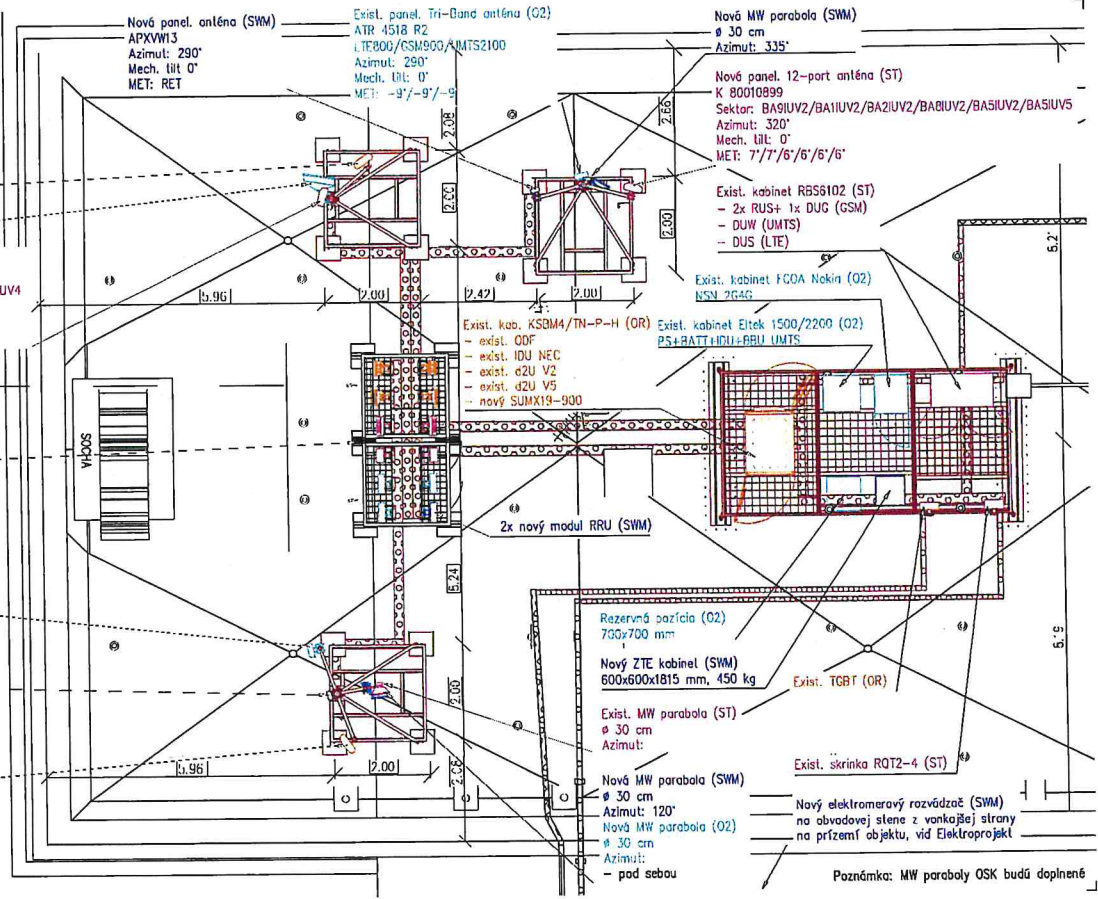 Nová panel. anténa (SWM)
APXVW13
Azimut: 290°
Mech. tilt 0°
MET: RET
Exist. panel. Tri-Band anténa (O2)
ATR 4518 R2
LTE800/GSM900/UMTS2100
Azimut: 290°
Mech. tilt: 0°
MET: -9°/-9°/-9
Nová MW parabola (SWM)
ø 30 cm
Azimut: 335°
Nová panel. 12-port anténa (ST)
K 80010899
Sektor: BA9IUV2/BA1IUV2/BA2IUV2/BA8IUV2/BA5IUV2/BA5IUV5
Azimut: 320°
Mech. tilt: 0°
MET: 7°/7°/6°/6°/6°/6°
Exist. kabinet RBS6102 (ST)
- 2x RUS+ 1x DUG (GSM)
- DUW (UMTS)
- DUS (LTE)
2.08
2.00
2.66
2.00
6.2
UV4
5.96
2.00
2.42
2.00
Exist. kabinet FCOA Nokia (O2)
NSN 2G4G
Exist. kabinet Eltek 1500/2200 (O2)
PS+BATT+IDU+BBU UMTS
Exist. kab. KSBM4/TN-P-H (OR)
- exist. ODF
- exist. IDU NEC
- exist. d2U V2
- exist. d2U V5
- nový SUMX19-900
SOCHA
2x nový modul RRU (SWM)
5.24
2.00
2.08
6.19
5.96
2.00
Rezervná pozícia (O2)
700x700 mm
Nový ZTE kabinet (SWM)
600x600x1815 mm, 450 kg
Exist. TGBT (OR)
Exist. MW parabola (ST)
ø 30 cm
Azimut:
Exist. skrinka RQT2-4 (ST)
Nová MW parabola (SWM)
ø 30 cm
Azimut: 120°
Nová MW parabola (O2)
ø 30 cm
Azimut:
- pod sebou
C
C
C
Nový elektromeravý rozvádzač (SWM)
na obvodovej stene z vonkajšej strany
na prízemí objektu, viď Elektroprojekt
Poznámka: MW paraboly OSK budú doplnené